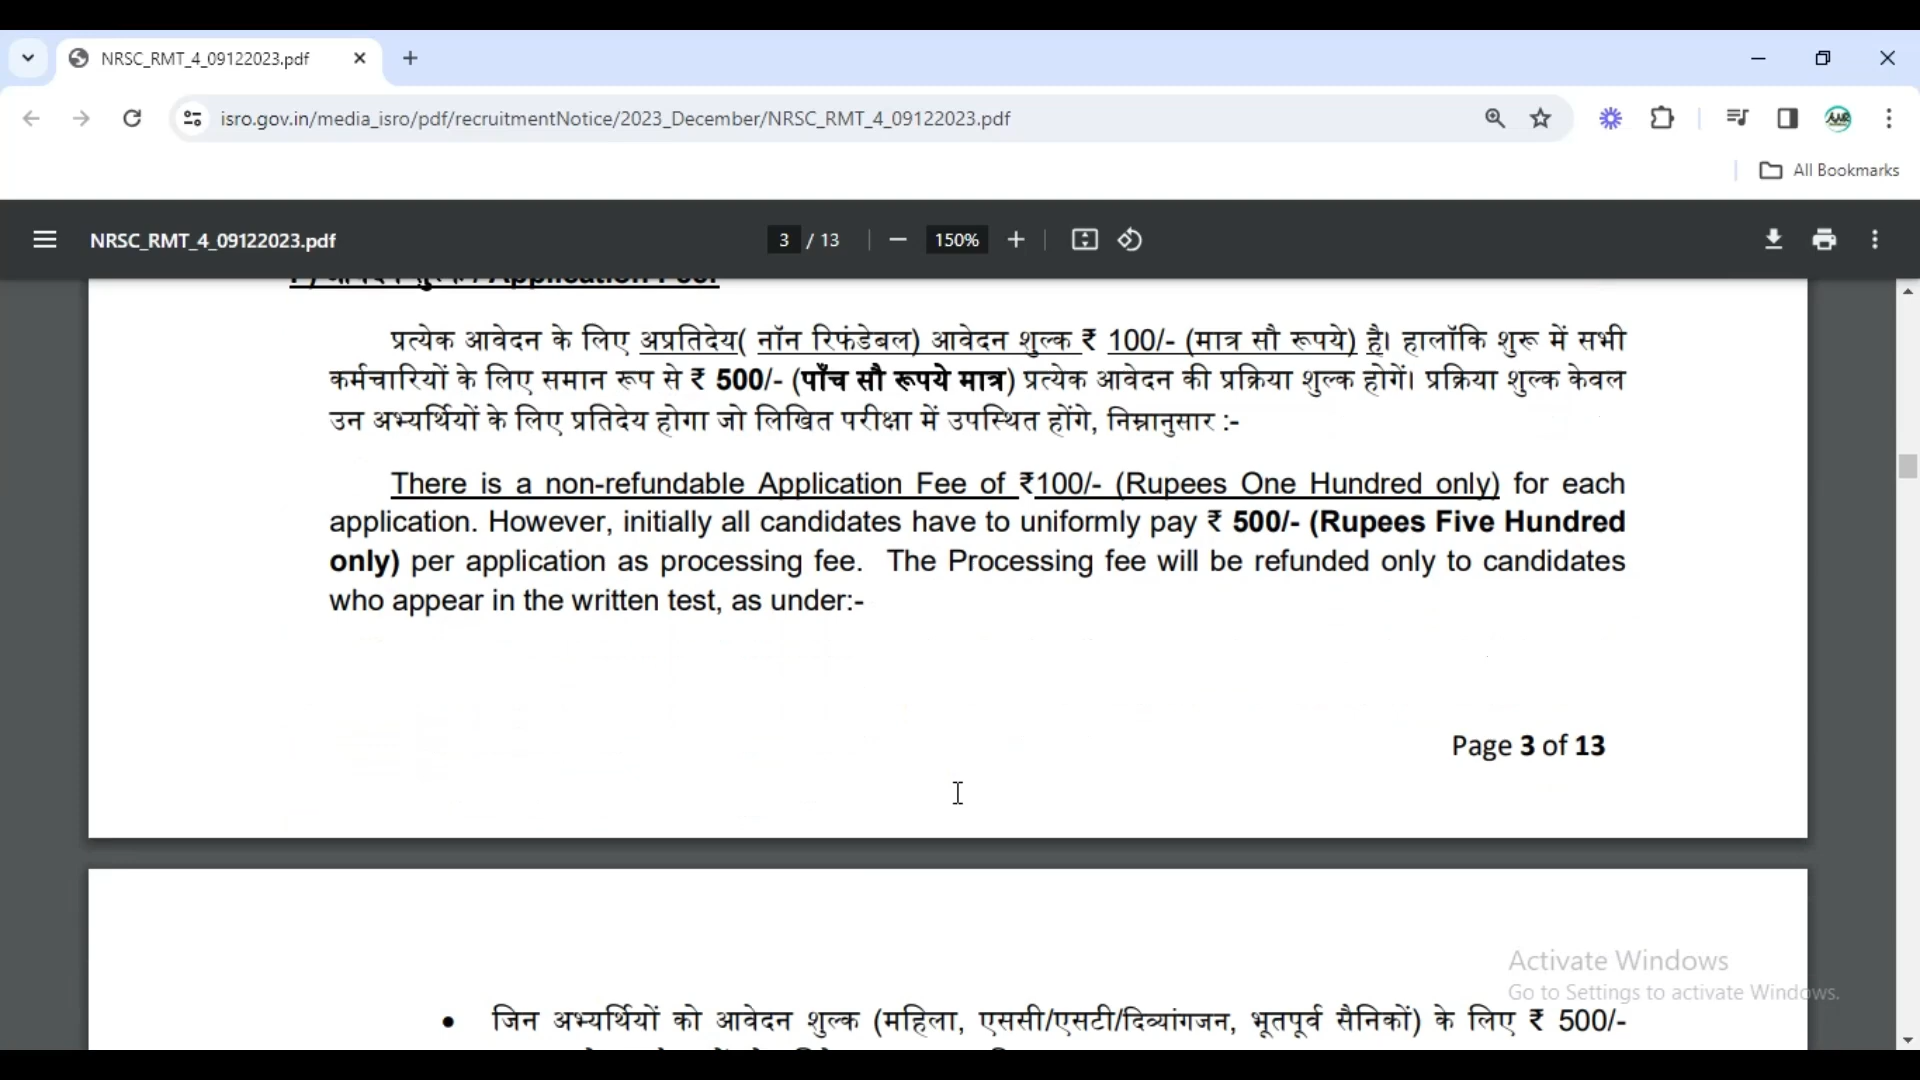 NRSC_RMT_4_09122023.pdf
isro.gov.in/media_isro/pdf/recruitmentNotice/2023_December/NRSC_RMT_4_09122023.pdf
All Bookmarks
NRSC_RMT_4_09122023.pdf
3 / 13
150%
प्रत्येक आवेदन के लिए अप्रतिदेय( नॉन रिफंडेबल) आवेदन शुल्क ₹ 100/- (मात्र सौ रूपये) है। हालॉकि शुरू में सभी
कर्मचारियों के लिए समान रूप से ₹ 500/- (पाँच सौ रूपये मात्र) प्रत्येक आवेदन की प्रक्रिया शुल्क होगें। प्रक्रिया शुल्क केवल
उन अभ्यर्थियों के लिए प्रतिदेय होगा जो लिखित परीक्षा में उपस्थित होंगे, निम्नानुसार :-
There is a non-refundable Application Fee of ₹100/- (Rupees One Hundred only) for each
application. However, initially all candidates have to uniformly pay ₹ 500/- (Rupees Five Hundred
only) per application as processing fee. The Processing fee will be refunded only to candidates
who appear in the written test, as under:-
Page 3 of 13
Activate Windows
Go to Settings to activate Windows.
• जिन अभ्यर्थियों को आवेदन शुल्क (महिला, एससी/एसटी/दिव्यांगजन, भूतपूर्व सैनिकों) के लिए ₹ 500/-